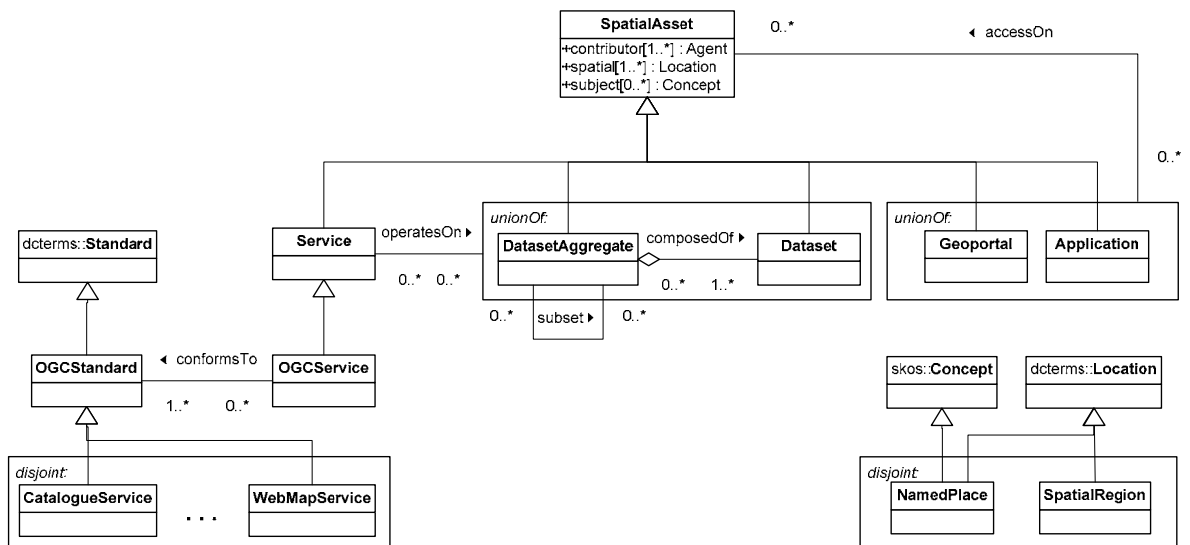 SpatialAsset
+contributor[1..*] : Agent
+spatial[1..*] : Location
+subject[0..*] : Concept
0..*
◄ accessOn
0..*
unionOf:
DatasetAggregate
composedOf ►
Dataset
0..*
1..*
0..*
subset ►
0..*
unionOf:
Geoportal
Application
dcterms::Standard
Service
operatesOn ►
0..*
0..*
OGCStandard
◄ conformsTo
OGCService
1..*
0..*
disjoint:
CatalogueService
...
WebMapService
skos::Concept
dcterms::Location
disjoint:
NamedPlace
SpatialRegion